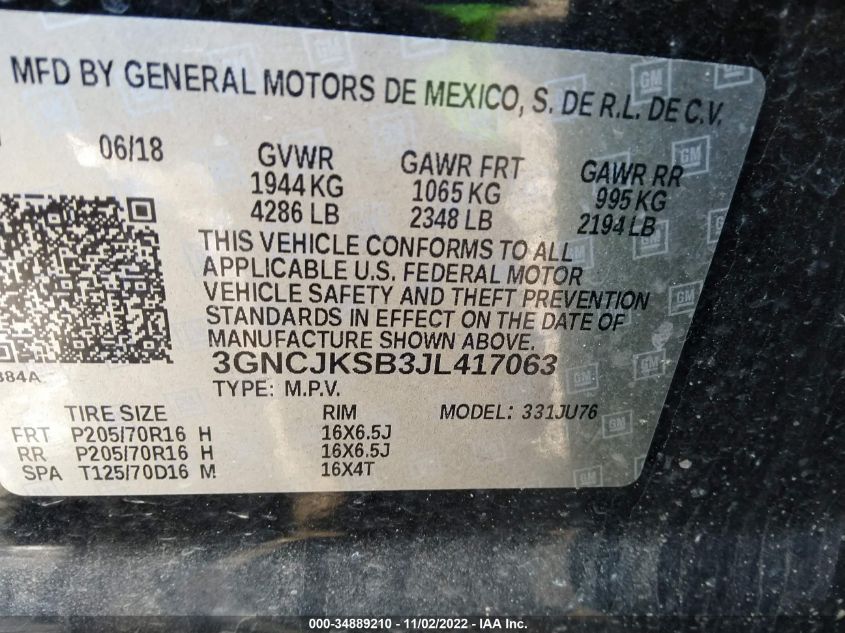 MFD BY GENERAL MOTORS DE MEXICO, S. DE R.L. DE C.V.
06/18 GVWR GAWR FRT GAWR RR
1944 KG 1065 KG 995 KG
4286 LB 2348 LB 2194 LB
THIS VEHICLE CONFORMS TO ALL
APPLICABLE U.S. FEDERAL MOTOR
VEHICLE SAFETY AND THEFT PREVENTION
STANDARDS IN EFFECT ON THE DATE OF
MANUFACTURE SHOWN ABOVE.
3GNCJKSB3JL417063
384A
TYPE: M.P.V.
TIRE SIZE RIM MODEL: 331JU76
FRT P205/70R16 H 16X6.5J
RR P205/70R16 H 16X6.5J
SPA T125/70D16 M 16X4T
GM
000-34889210 - 11/02/2022 - IAA Inc.